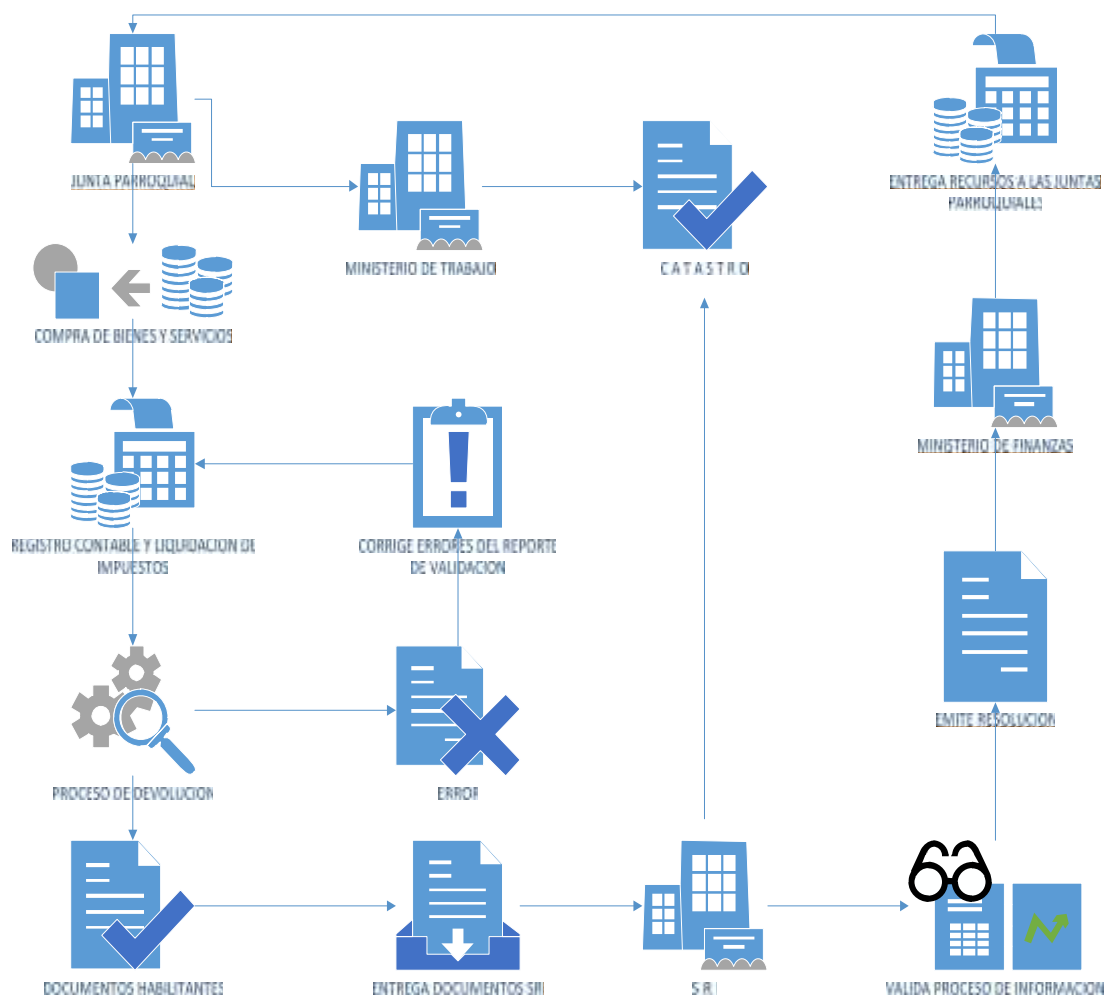 JUNTA PARROQUIAL
ENTREGA RECURSOS A LAS JUNTAS
PARROQUIALES
MINISTERIO DE TRABAJO
C A T A S T R O
COMPRA DE BIENES Y SERVICIOS
MINISTERIO DE FINANZAS
REGISTRO CONTABLE Y LIQUIDACION DE
IMPUESTOS
CORRIGE ERRORES DEL REPORTE
DE VALIDACION
EMITE RESOLUCION
PROCESO DE DEVOLUCION
ERROR
DOCUMENTOS HABILITANTES
ENTREGA DOCUMENTOS SRI
S R I
VALIDA PROCESO DE INFORMACION